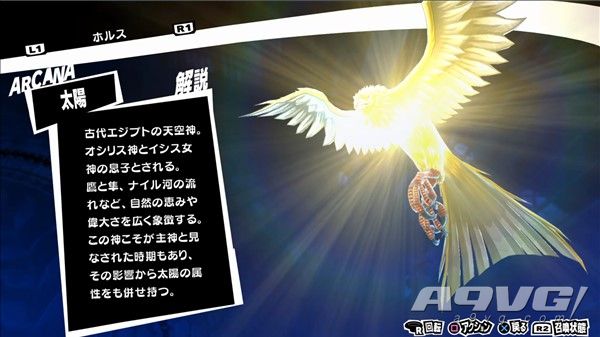 L1 ホルス R1
ARCANA
太陽
解説
古代エジプトの天空神。
オシリス神とイシス女
神の息子とされる。
鷹と隼、ナイル河の流
れなど、自然の恵みや
偉大さを広く象徴する。
この神こそが主神と見
なされた時期もあり、
その影響から太陽の属
性をも併せ持つ。
A9VG!
a9vg.com
R回転 アクション 戻る R2 召喚状態